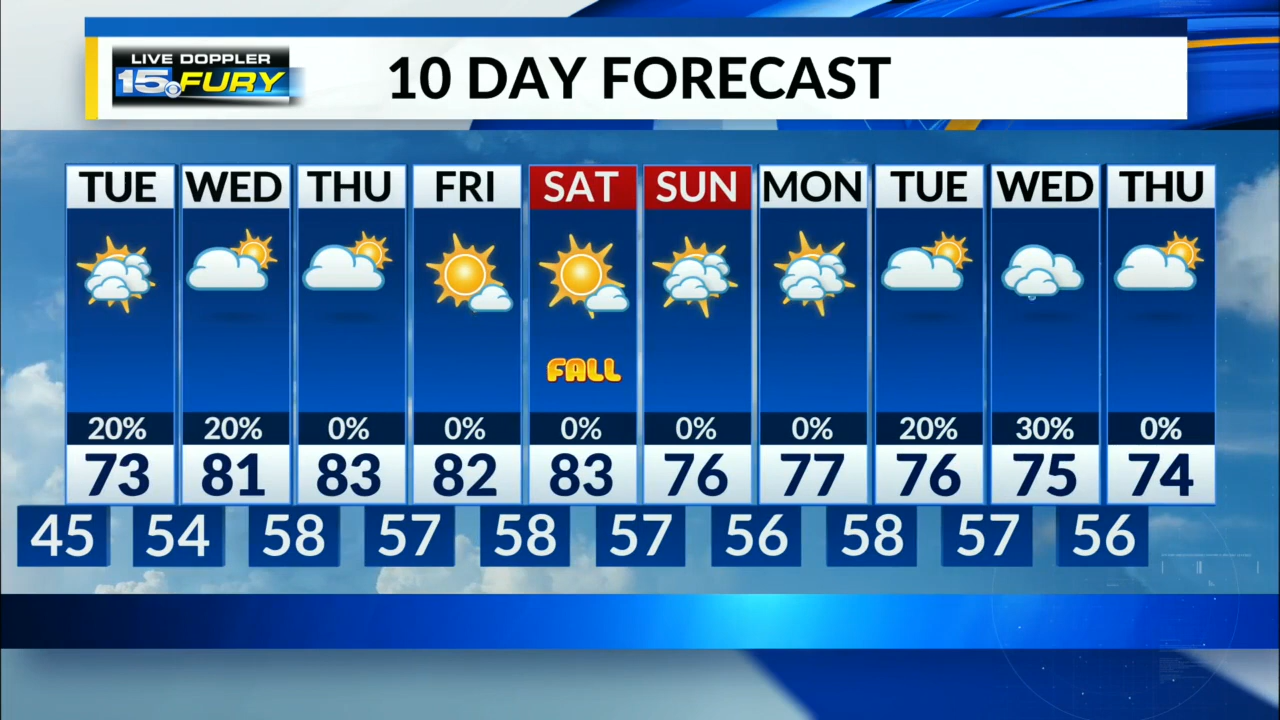 LIVE DOPPLER
15 FURY
10 DAY FORECAST
TUE WED THU FRI SAT SUN MON TUE WED THU
FALL
20% 20% 0% 0% 0% 0% 0% 20% 30% 0%
73 81 83 82 83 76 77 76 75 74
45 54 58 57 58 57 56 58 57 56